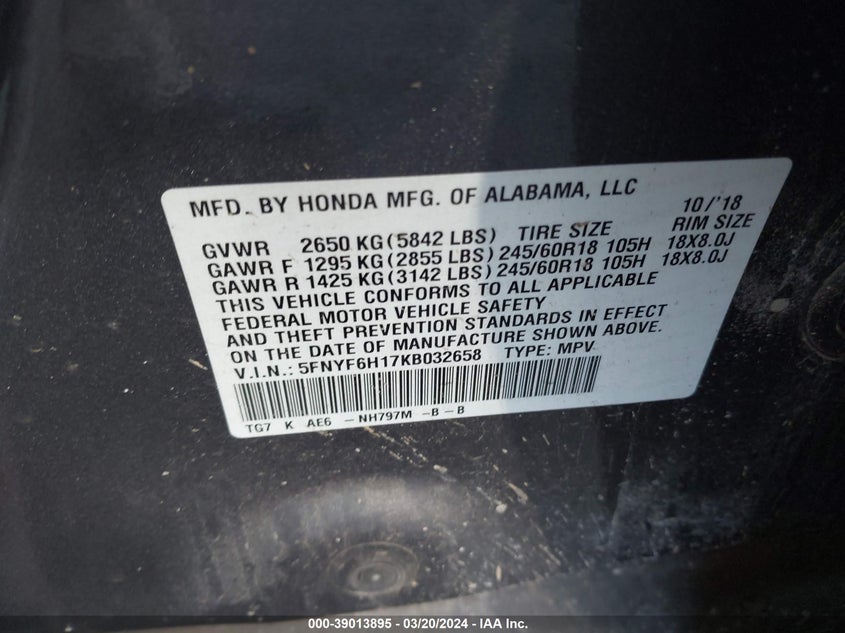 MFD. BY HONDA MFG. OF ALABAMA, LLC 10/'18
GVWR 2650 KG (5842 LBS) TIRE SIZE RIM SIZE
GAWR F 1295 KG (2855 LBS) 245/60R18 105H 18X8.0J
GAWR R 1425 KG (3142 LBS) 245/60R18 105H 18X8.0J
THIS VEHICLE CONFORMS TO ALL APPLICABLE
FEDERAL MOTOR VEHICLE SAFETY
AND THEFT PREVENTION STANDARDS IN EFFECT
ON THE DATE OF MANUFACTURE SHOWN ABOVE.
V.I.N.: 5FNYF6H17KB032658 TYPE: MPV
TG7 K AE6 -NH797M -B-B
000-39013895 - 03/20/2024 - IAA Inc.